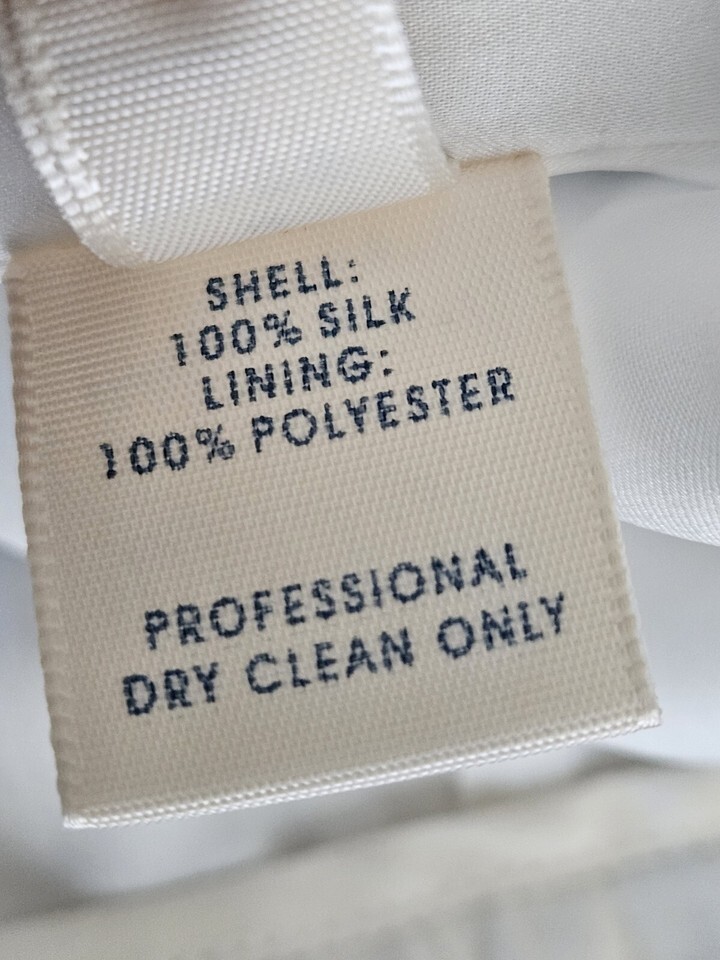 SHELL:
100% SILK
LINING:
100% POLYESTER
PROFESSIONAL
DRY CLEAN ONLY